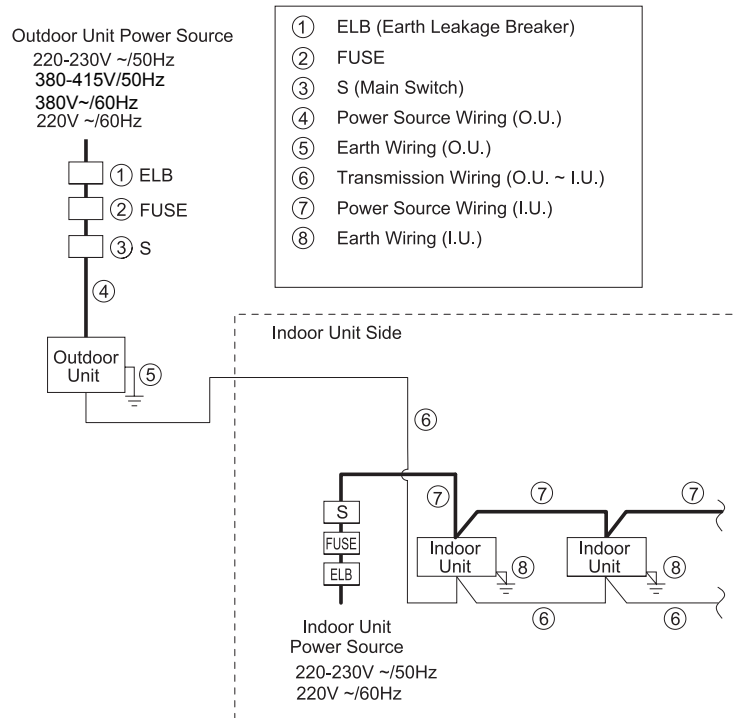 Outdoor Unit Power Source
220-230V ~/50Hz
380-415V/50Hz
380V~/60Hz
220V ~/60Hz
① ELB
② FUSE
③ S
④
Outdoor
Unit
⑤
① ELB (Earth Leakage Breaker)
② FUSE
③ S (Main Switch)
④ Power Source Wiring (O.U.)
⑤ Earth Wiring (O.U.)
⑥ Transmission Wiring (O.U. ~ I.U.)
⑦ Power Source Wiring (I.U.)
⑧ Earth Wiring (I.U.)
Indoor Unit Side
⑥
⑦
⑦
⑦
S
FUSE
ELB
Indoor
Unit
⑧
Indoor
Unit
⑧
⑥
⑥
Indoor Unit
Power Source
220-230V ~/50Hz
220V ~/60Hz